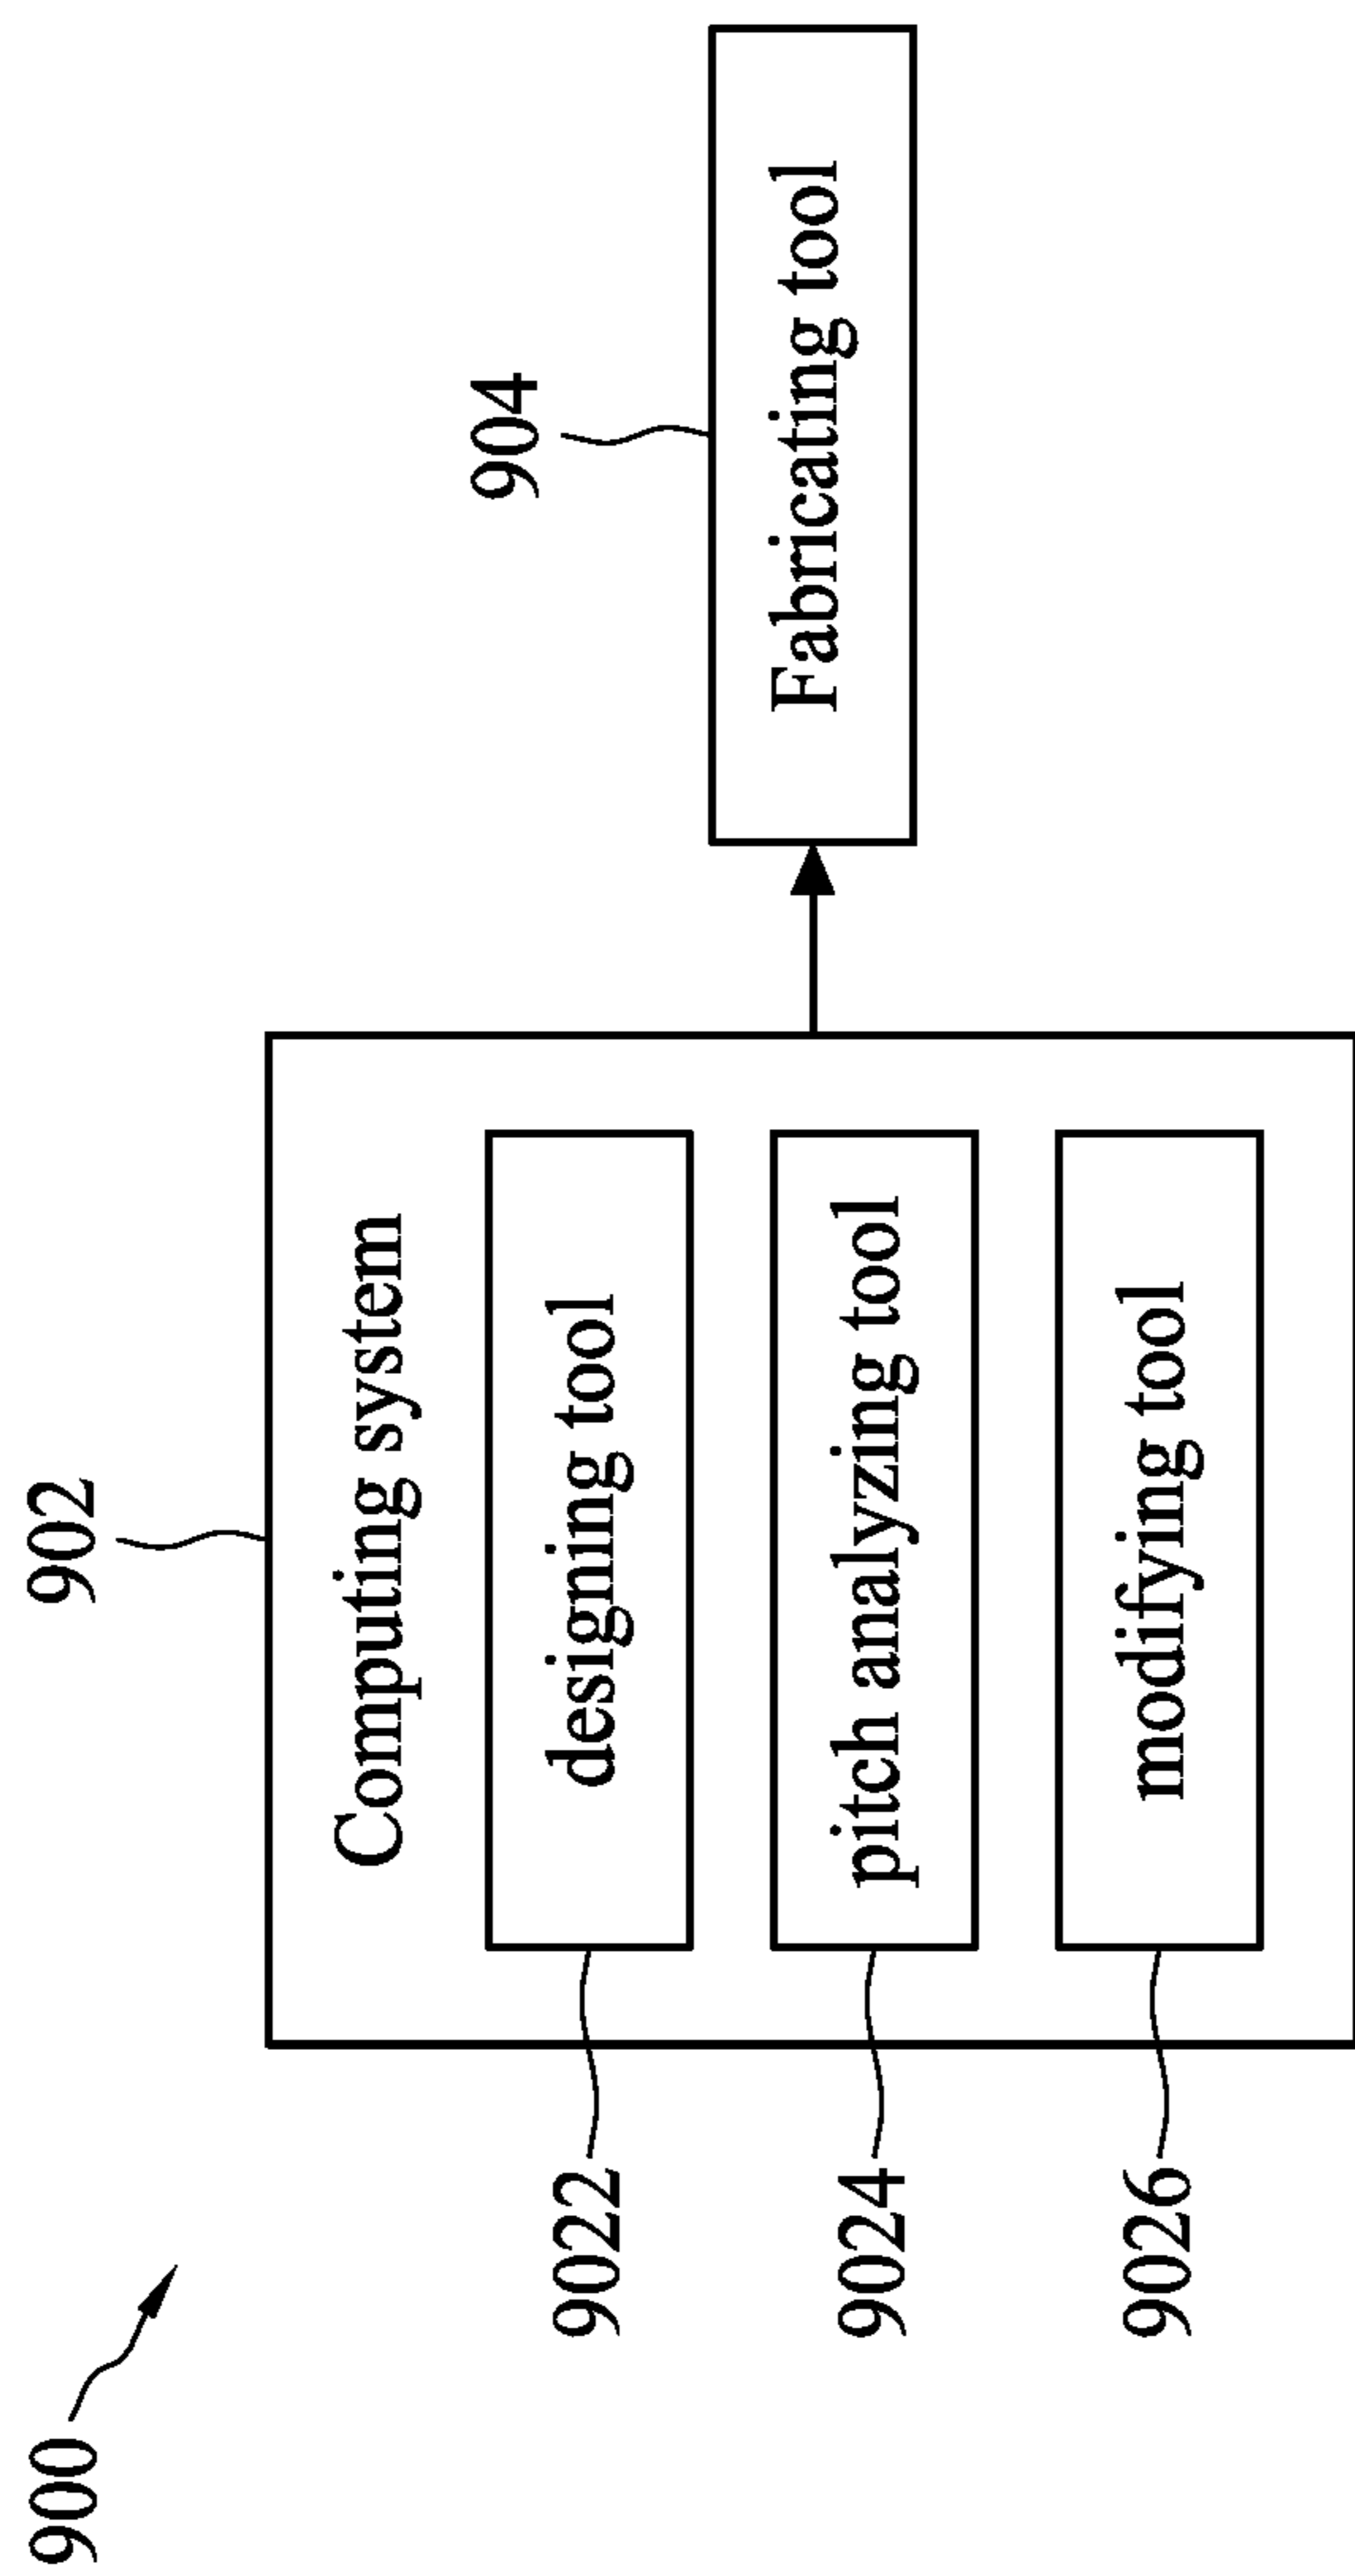 900
902
Computing system
9022
designing tool
904
9024
pitch analyzing tool
Fabricating tool
9026
modifying tool